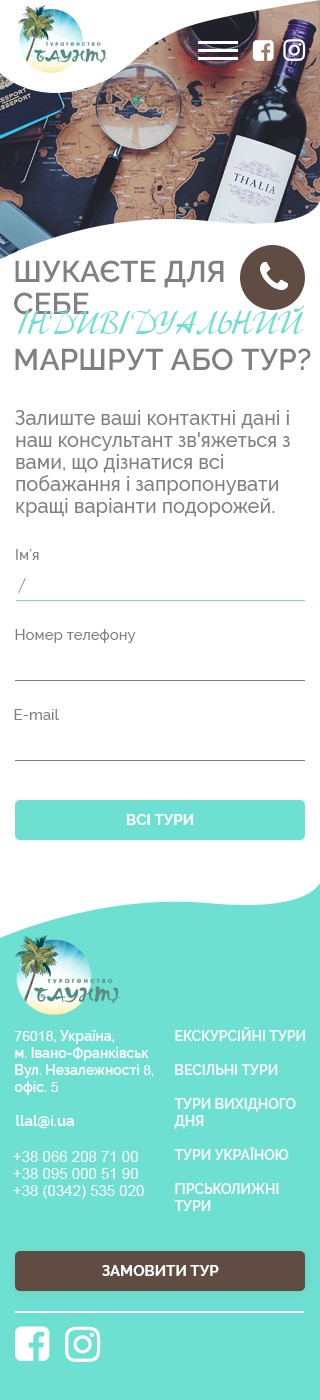 турагенство
БАУНТІ
PASSPORT
PASSEPORT
THALIA
ШУКАЄТЕ ДЛЯ
СЕБЕ
ІНДИВІДУАЛЬНИЙ
МАРШРУТ АБО ТУР?
Залиште ваші контактні дані і
наш консультант зв'яжеться з
вами, що дізнатися всі
побажання і запропонувати
кращі варіанти подорожей.
Ім'я
/
Номер телефону
E-mail
ВСІ ТУРИ
турагенство
БАУНТІ
76018, Україна,
м. Івано-Франківськ
Вул. Незалежності 8,
офіс. 5
llal@i.ua
+38 066 208 71 00
+38 095 000 51 90
+38 (0342) 535 020
ЕКСКУРСІЙНІ ТУРИ
ВЕСІЛЬНІ ТУРИ
ТУРИ ВИХІДНОГО
ДНЯ
ТУРИ УКРАЇНОЮ
ГІРСЬКОЛИЖНІ
ТУРИ
ЗАМОВИТИ ТУР